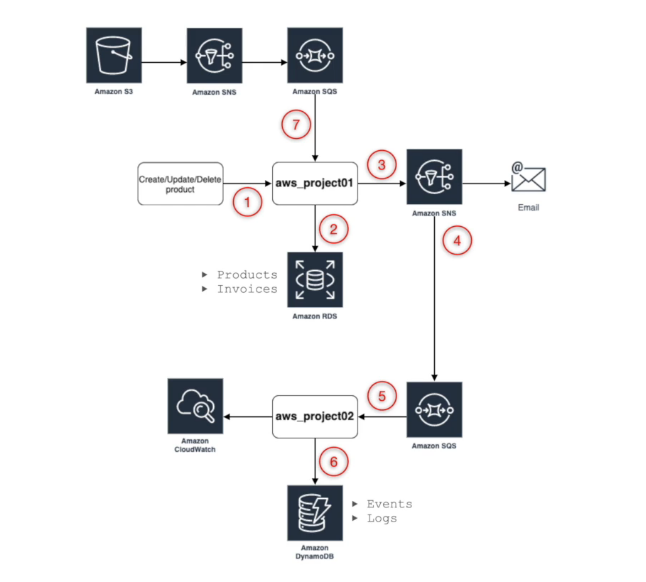 Amazon S3
Amazon SNS
Amazon SQS
7
Create/Update/Delete
product
1
aws_project01
3
Amazon SNS
@
Email
2
4
Products
Invoices
Amazon RDS
Amazon
CloudWatch
aws_project02
5
Amazon SQS
6
Events
Logs
Amazon
DynamoDB